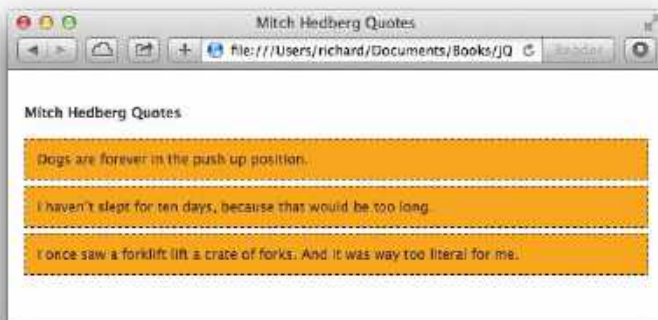 Mitch Hedberg Quotes
file:///Users/richard/Documents/Books/JQ
Reader
Mitch Hedberg Quotes
Dogs are forever in the push up position.
I haven't slept for ten days, because that would be too long.
I once saw a forklift lift a crate of forks. And it was way too literal for me.